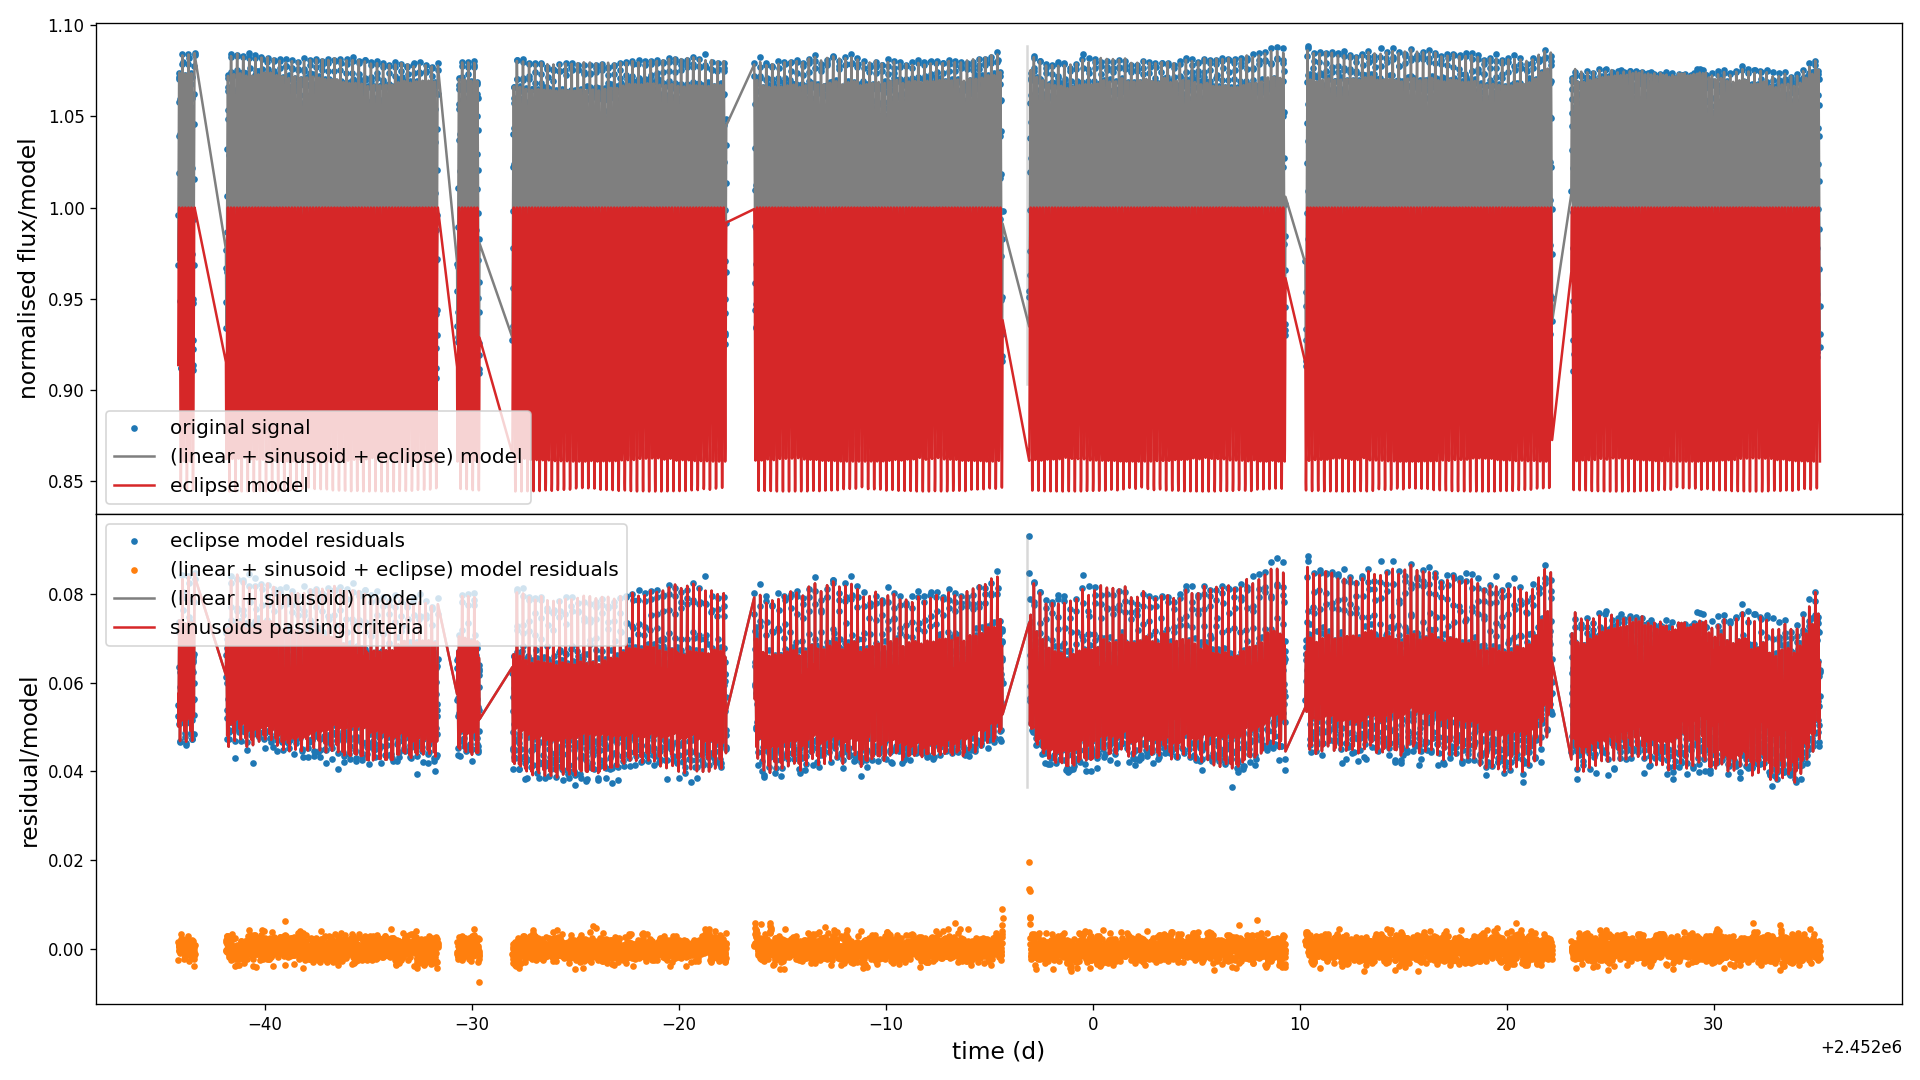 1.10
1.05
1.00
0.95
0.90
0.85
normalised flux/model
original signal
(linear + sinusoid + eclipse) model
eclipse model
eclipse model residuals
(linear + sinusoid + eclipse) model residuals
(linear + sinusoid) model
sinusoids passing criteria
0.08
0.06
0.04
0.02
0.00
residual/model
−40
−30
−20
−10
0
10
20
30
time (d)
+2.452e6